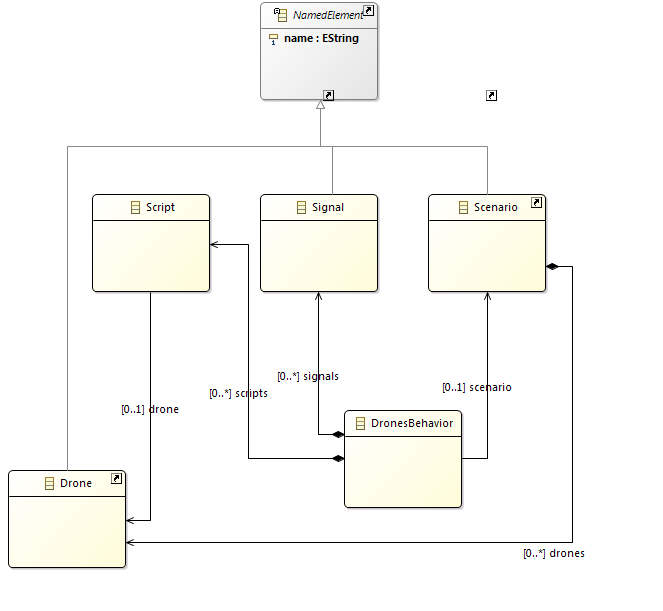 NamedElement
name : EString
Script
Signal
Scenario
[0..*] signals
[0..1] scenario
[0..*] scripts
[0..1] drone
DronesBehavior
Drone
[0..*] drones